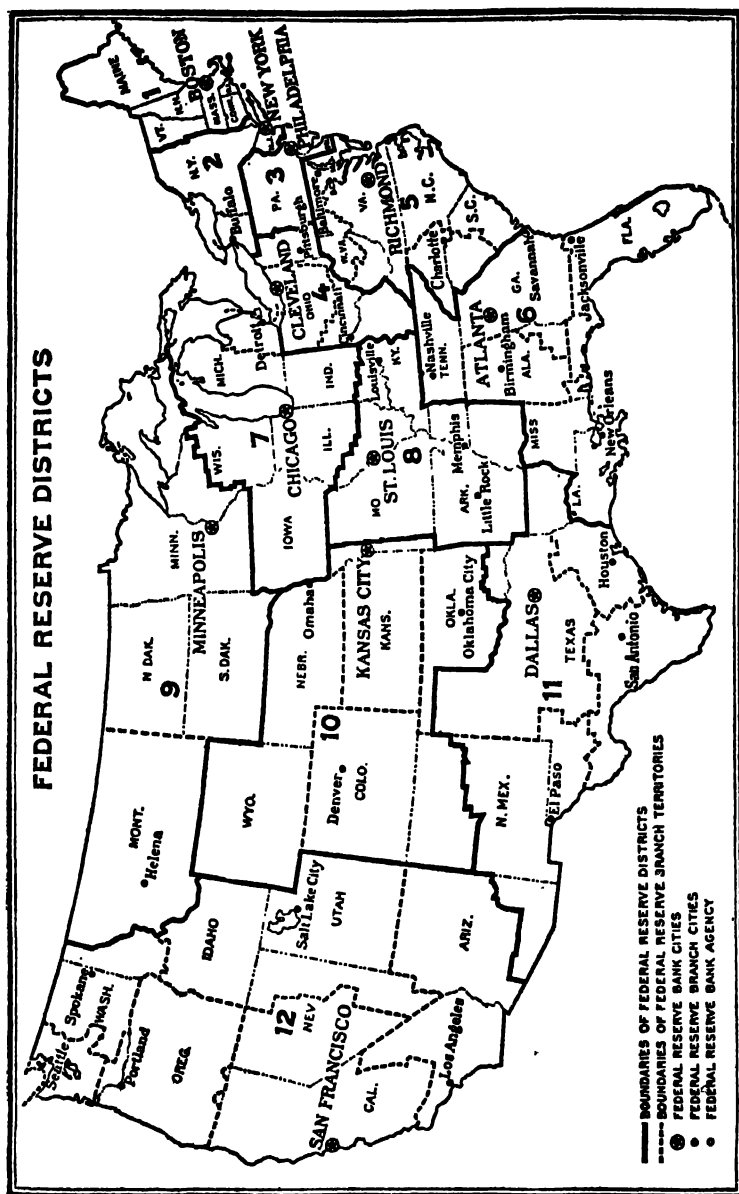 FEDERAL RESERVE DISTRICTS
MAINE
1
VT.
N.H.
BOSTON
MASS.
CONN.
N.Y.
2
NEW YORK
Buffalo
N.J.
PHILADELPHIA
PA.
3
Pittsburgh
Baltimore
CLEVELAND
OHIO
4
Cincinnati
W.VA.
VA.
RICHMOND
5
N.C.
Charlotte
S.C.
MICH.
Detroit
WIS.
7
CHICAGO
IND.
ILL.
IOWA
Louisville
KY.
MO
ST. LOUIS
8
Memphis
ARK.
Little Rock
Nashville
TENN.
ATLANTA
Birmingham
ALA.
GA.
Savannah
6
Jacksonville
FLA.
MISS
LA.
New Orleans
MINN.
MINNEAPOLIS
N DAK.
9
S. DAK.
MONT.
Helena
WYO.
NEBR.
Omaha
KANSAS CITY
KANS.
10
Denver
COLO.
OKLA.
Oklahoma City
N. MEX.
DALLAS
TEXAS
11
Houston
San Antonio
El Paso
Seattle
Spokane
WASH.
Portland
OREG.
IDAHO
Salt Lake City
UTAH
12
NEV
SAN FRANCISCO
CAL.
Los Angeles
ARIZ.
BOUNDARIES OF FEDERAL RESERVE DISTRICTS
BOUNDARIES OF FEDERAL RESERVE BRANCH TERRITORIES
FEDERAL RESERVE BANK CITIES
FEDERAL RESERVE BRANCH CITIES
FEDERAL RESERVE BANK AGENCY